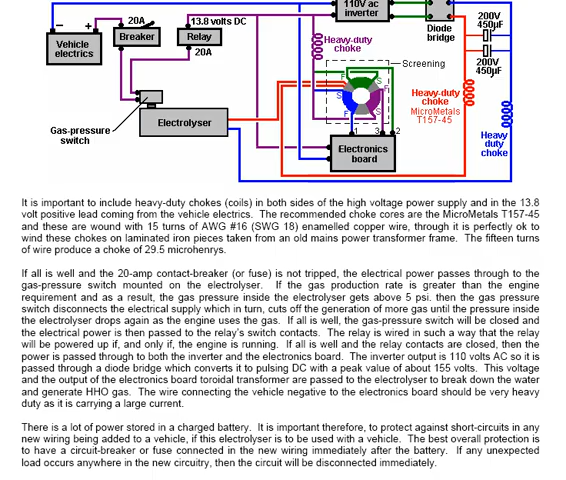 110V ac
inverter
− + 20A 13.8 volts DC
Breaker
Relay
20A
Vehicle
electrics
Diode
bridge
200V
450µF
200V
450µF
Heavy-duty
choke
Screening
F
S
F
S
S
F
Heavy-duty
choke
MicroMetals
T157-45
Electrolyser
Gas-pressure
switch
1 3 2
Electronics
board
Heavy
duty
choke
It is important to include heavy-duty chokes (coils) in both sides of the high voltage power supply and in the 13.8
volt positive lead coming from the vehicle electrics. The recommended choke cores are the MicroMetals T157-45
and these are wound with 15 turns of AWG #16 (SWG 18) enamelled copper wire, through it is perfectly ok to
wind these chokes on laminated iron pieces taken from an old mains power transformer frame. The fifteen turns
of wire produce a choke of 29.5 microhenrys.
If all is well and the 20-amp contact-breaker (or fuse) is not tripped, the electrical power passes through to the
gas-pressure switch mounted on the electrolyser. If the gas production rate is greater than the engine
requirement and as a result, the gas pressure inside the electrolyser gets above 5 psi. then the gas pressure
switch disconnects the electrical supply which in turn, cuts off the generation of more gas until the pressure inside
the electrolyser drops again as the engine uses the gas. If all is well, the gas-pressure switch will be closed and
the electrical power is then passed to the relay's switch contacts. The relay is wired in such a way that the relay
will be powered up if, and only if, the engine is running. If all is well and the relay contacts are closed, then the
power is passed through to both the inverter and the electronics board. The inverter output is 110 volts AC so it is
passed through a diode bridge which converts it to pulsing DC with a peak value of about 155 volts. This voltage
and the output of the electronics board toroidal transformer are passed to the electrolyser to break down the water
and generate HHO gas. The wire connecting the vehicle negative to the electronics board should be very heavy
duty as it is carrying a large current.
There is a lot of power stored in a charged battery. It is important therefore, to protect against short-circuits in any
new wiring being added to a vehicle, if this electrolyser is to be used with a vehicle. The best overall protection is
to have a circuit-breaker or fuse connected in the new wiring immediately after the battery. If any unexpected
load occurs anywhere in the new circuitry, then the circuit will be disconnected immediately.